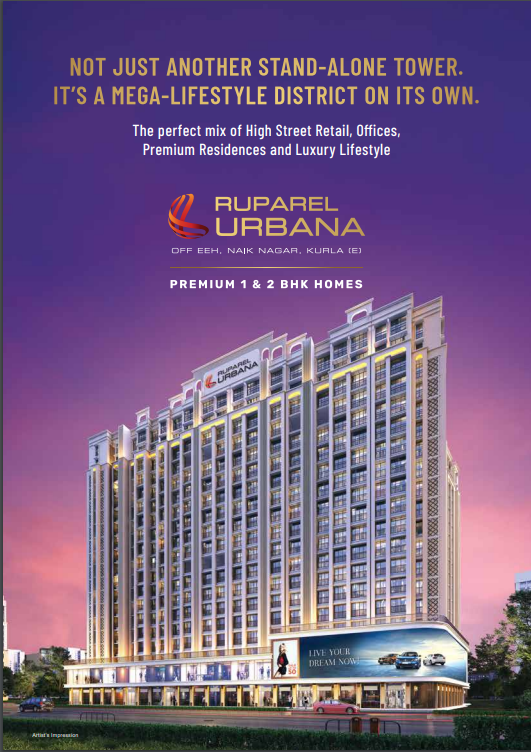 NOT JUST ANOTHER STAND-ALONE TOWER.
IT'S A MEGA-LIFESTYLE DISTRICT ON ITS OWN.
The perfect mix of High Street Retail, Offices,
Premium Residences and Luxury Lifestyle
RUPAREL
URBANA
OFF EEH, NAIK NAGAR, KURLA (E)
PREMIUM 1 & 2 BHK HOMES
RUPAREL
URBANA
LIVE YOUR
DREAM NOW!
50
Artist's Impression